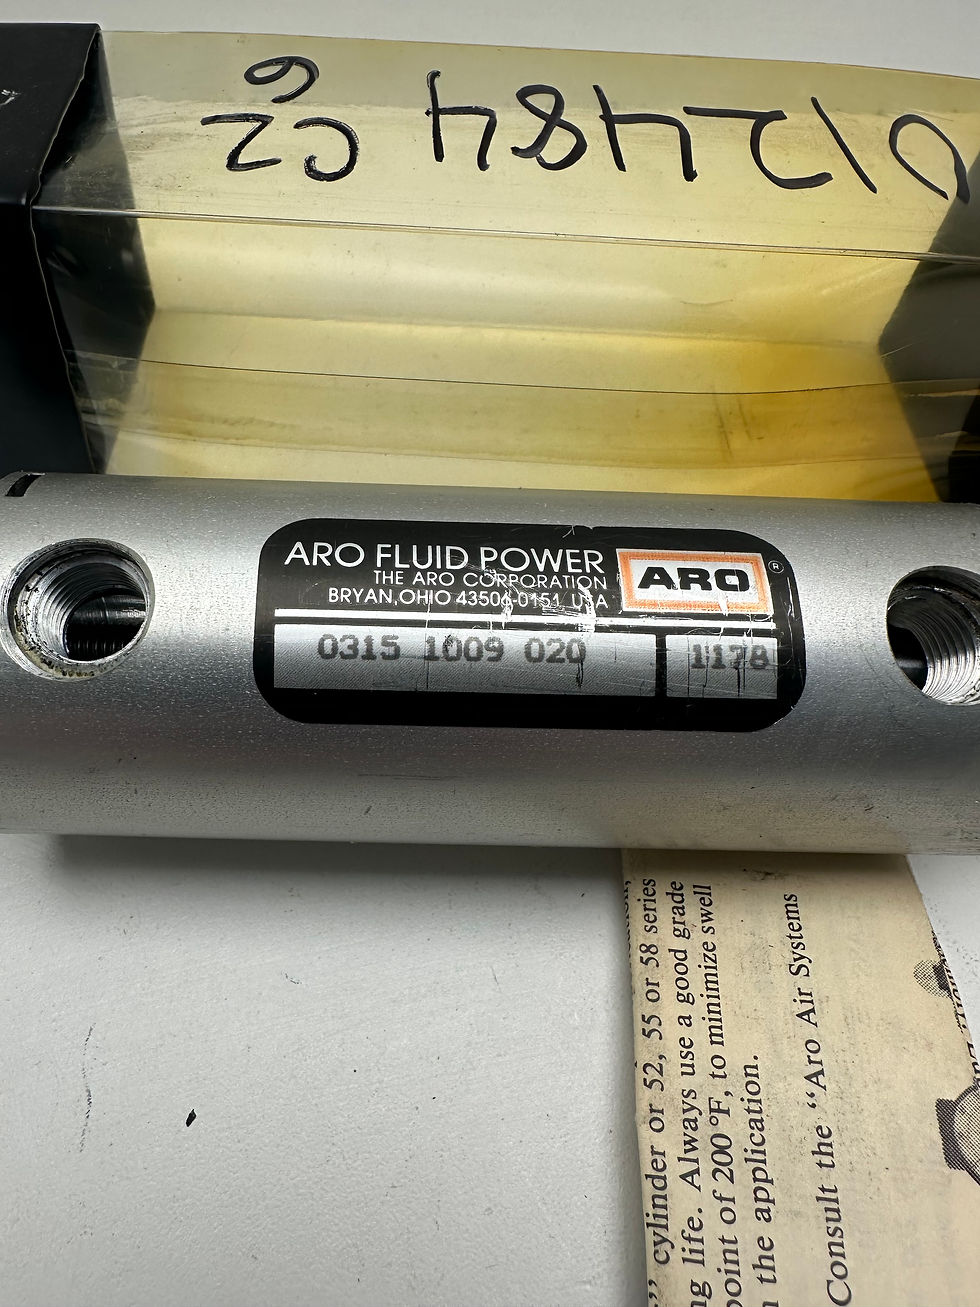 D12484 C2
ARO FLUID POWER
THE ARO CORPORATION
BRYAN, OHIO 43506-0151 USA
ARO ®
0315 1009 020 1178
cylinder or 52, 55 or 58 series
life. Always use a good grade
point of 200 °F, to minimize swell
the application.
Consult the “Aro Air Systems